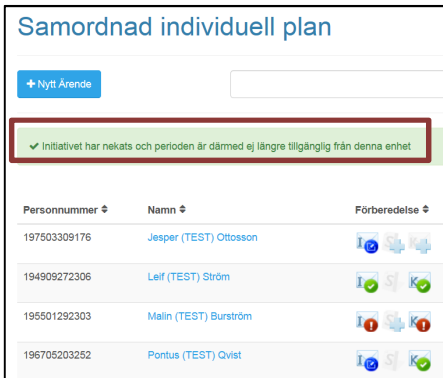 Samordnad individuell plan
+ Nytt Ärende
✔ Initiativet har nekats och perioden är därmed ej längre tillgänglig från denna enhet
Personnummer Namn Förberedelse
197503309176 Jesper (TEST) Ottosson
194909272306 Leif (TEST) Ström
195501292303 Malin (TEST) Burström
196705203252 Pontus (TEST) Qvist